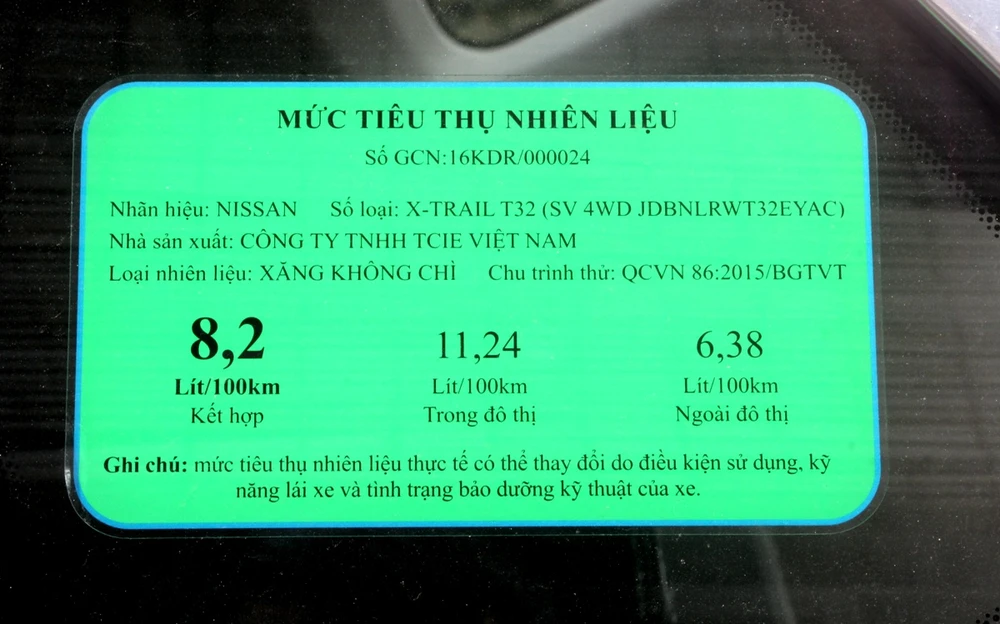 MỨC TIÊU THỤ NHIÊN LIỆU
Số GCN:16KDR/000024
Nhãn hiệu: NISSAN Số loại: X-TRAIL T32 (SV 4WD JDBNLRWT32EYAC)
Nhà sản xuất: CÔNG TY TNHH TCIE VIỆT NAM
Loại nhiên liệu: XĂNG KHÔNG CHÌ Chu trình thử: QCVN 86:2015/BGTVT
8,2 11,24 6,38
Lít/100km Lít/100km Lít/100km
Kết hợp Trong đô thị Ngoài đô thị
Ghi chú: mức tiêu thụ nhiên liệu thực tế có thể thay đổi do điều kiện sử dụng, kỹ
năng lái xe và tình trạng bảo dưỡng kỹ thuật của xe.